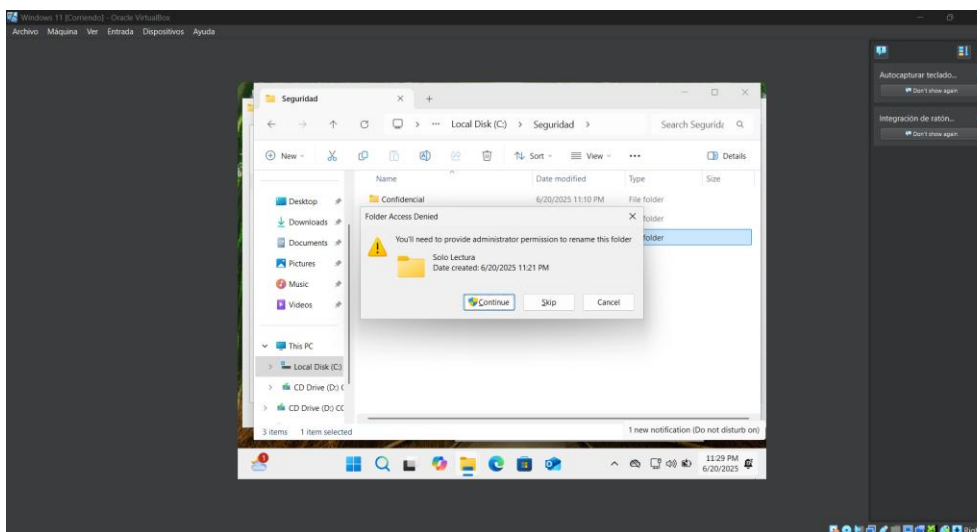 Windows 11 [Corriendo] - Oracle VirtualBox
Archivo Máquina Ver Entrada Dispositivos Ayuda
Autocapturar teclado...
Don't show again
Integración de ratón...
Don't show again
Seguridad
Local Disk (C:) > Seguridad >
Search Segurida
New Sort View ... Details
Name Date modified Type Size
Confidencial 6/20/2025 11:10 PM File folder
folder
folder
Desktop
Downloads
Document
Pictures
Music
Videos
This PC
Local Disk (C:)
CD Drive (D:) (
CD Drive (D:) CC
Folder Access Denied
You'll need to provide administrator permission to rename this folder
Solo Lectura
Date created: 6/20/2025 11:21 PM
Continue Skip Cancel
3 items 1 item selected
1 new notification (Do not disturb on)
11:29 PM
6/20/2025